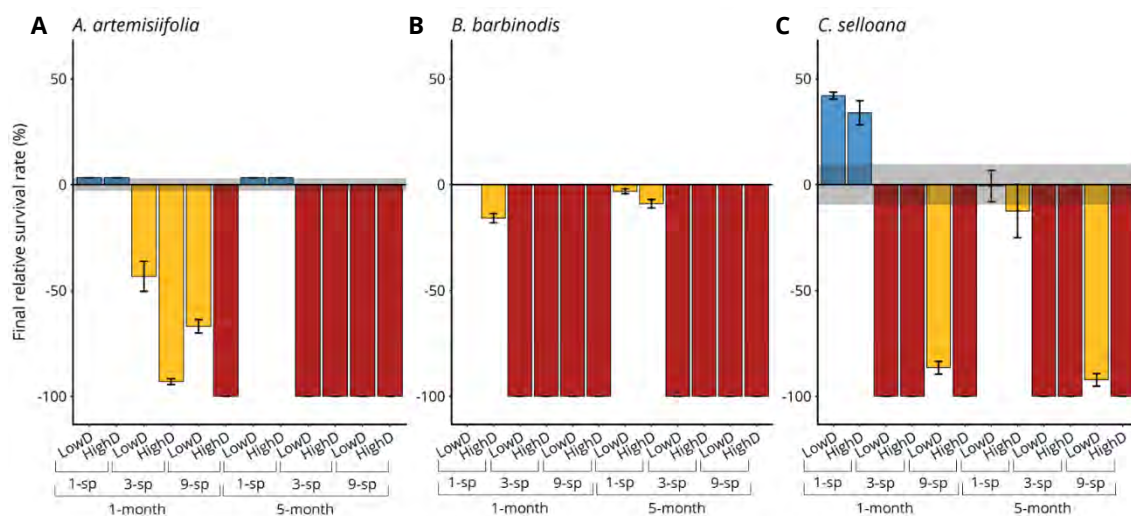 A A. artemisiifolia
B B. barbinodis
C C. selloana
Final relative survival rate (%)
50
0
-50
-100
LowD HighD LowD HighD LowD HighD LowD HighD LowD HighD LowD HighD
1-sp 3-sp 9-sp 1-sp 3-sp 9-sp
1-month 5-month
50
0
-50
-100
LowD HighD LowD HighD LowD HighD LowD HighD LowD HighD LowD HighD
1-sp 3-sp 9-sp 1-sp 3-sp 9-sp
1-month 5-month
50
0
-50
-100
LowD HighD LowD HighD LowD HighD LowD HighD LowD HighD LowD HighD
1-sp 3-sp 9-sp 1-sp 3-sp 9-sp
1-month 5-month